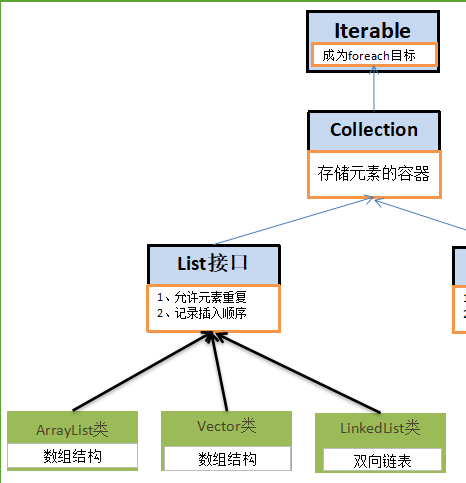 Iterable
成为foreach目标
Collection
存储元素的容器
List接口
1、允许元素重复
2、记录插入顺序
1
2
ArrayList类
数组结构
Vector类
数组结构
LinkedList类
双向链表